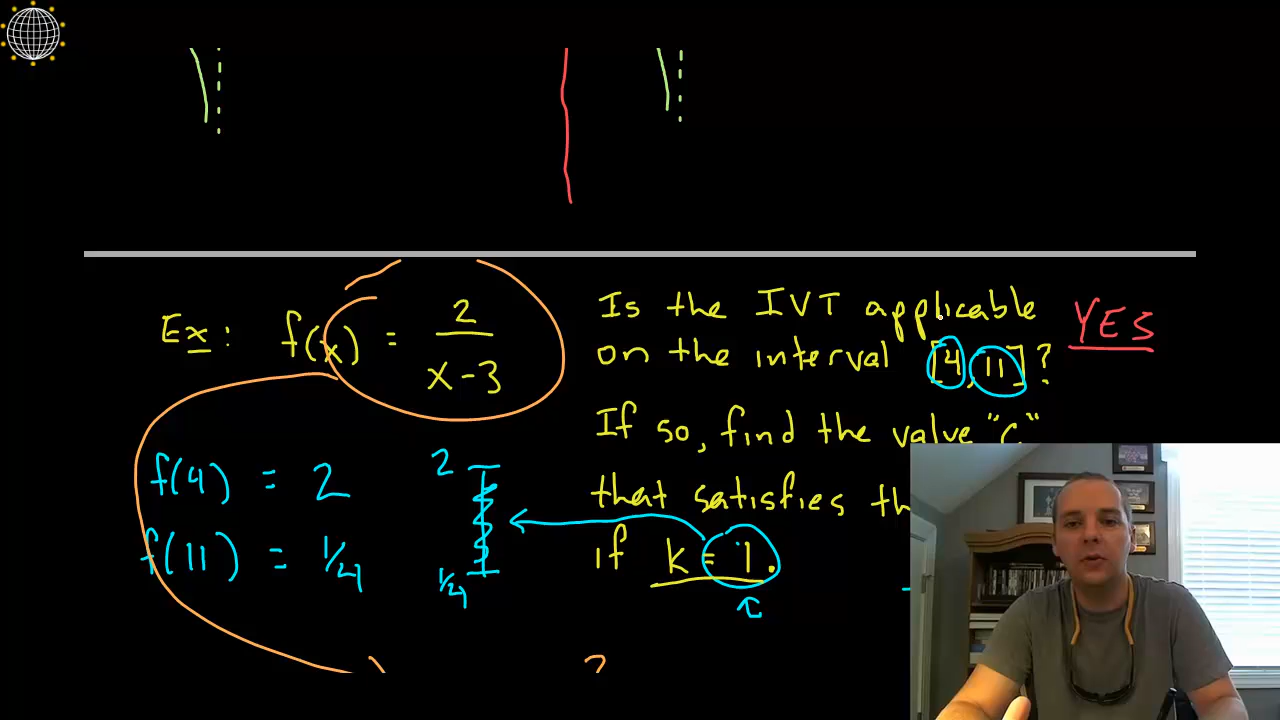 Ex: f(x) = 2/(x-3)
Is the IVT applicable
on the interval [4, 11]?
YES
If so, find the value "c"
that satisfies
if k = 1.
f(4) = 2
f(11) = 1/4
2
1/4
2